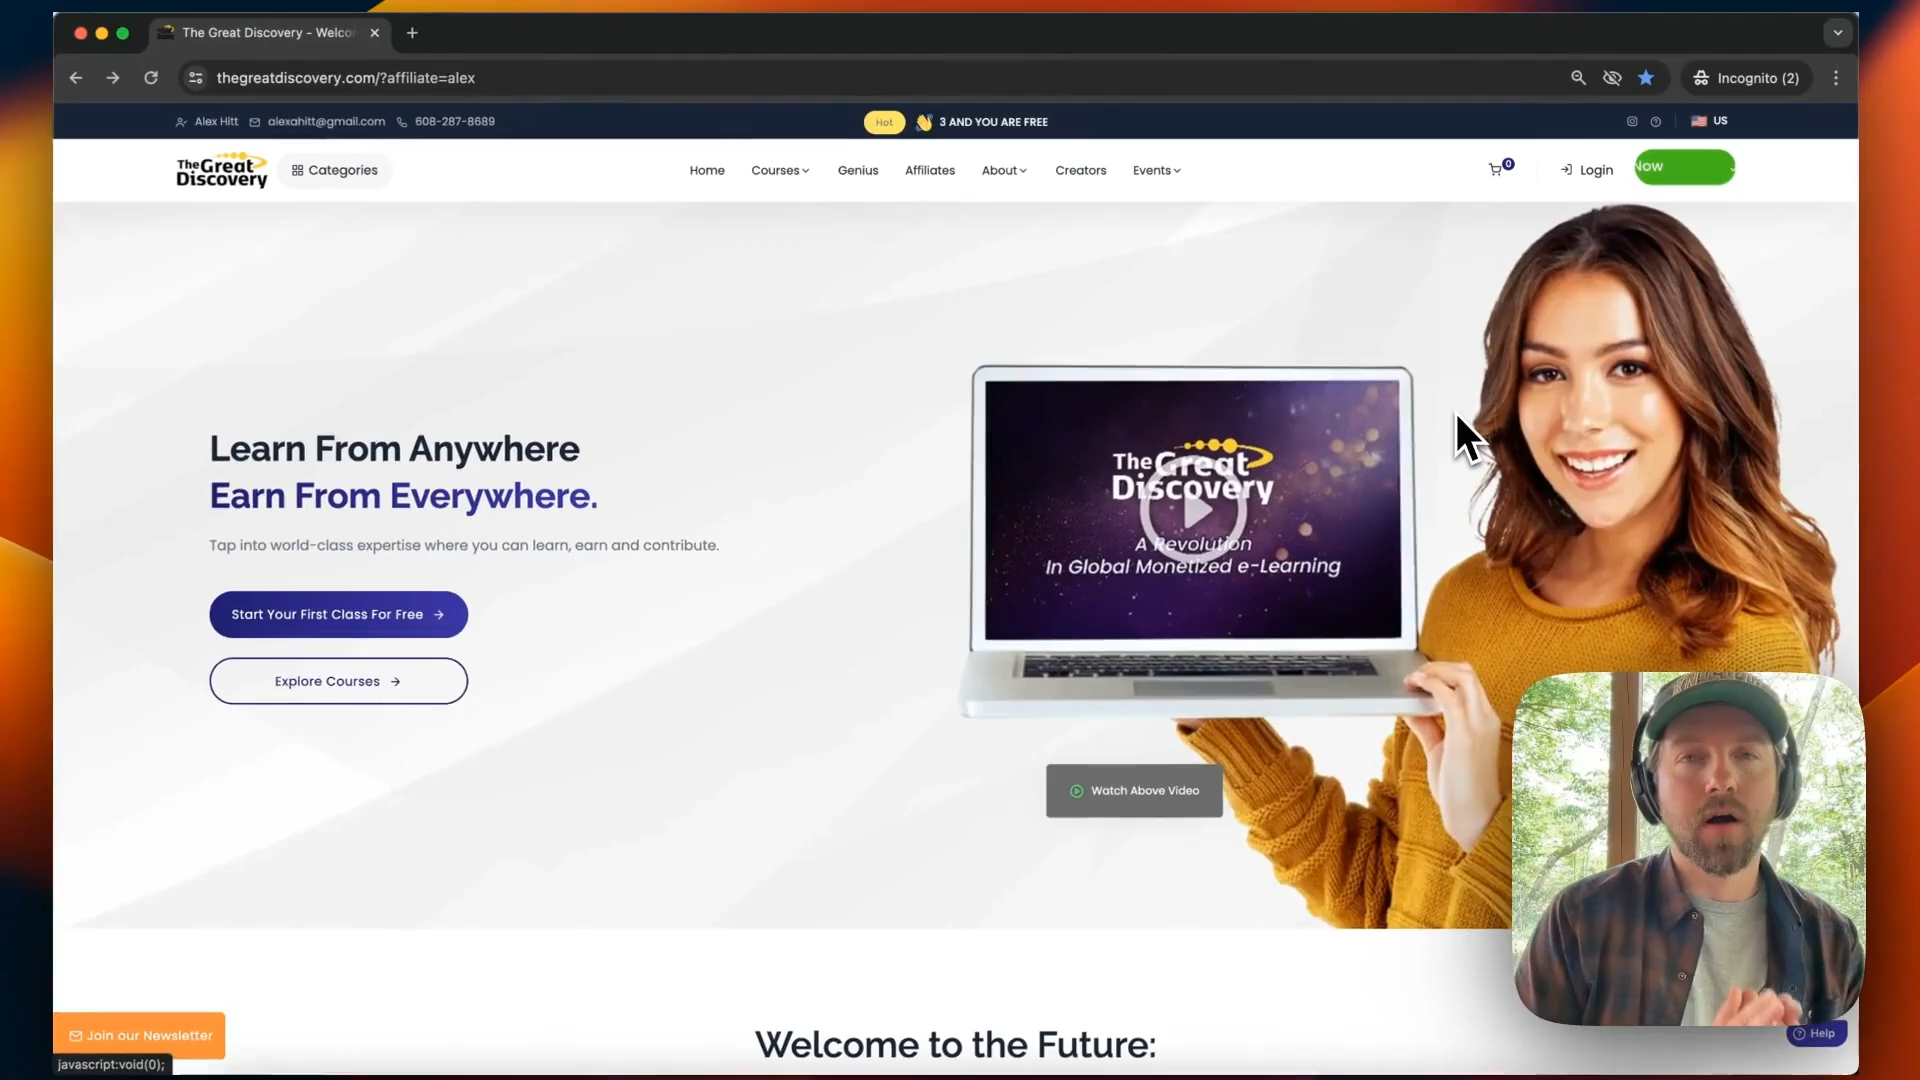 The Great Discovery - Welco
thegreatdiscovery.com/?affiliate=alex
Incognito (2)
Alex Hitt
alexahitt@gmail.com
608-287-8689
Hot
3 AND YOU ARE FREE
US
The Great
Discovery
Categories
Home
Courses
Genius
Affiliates
About
Creators
Events
0
Login
Now
Learn From Anywhere
Earn From Everywhere.
Tap into world-class expertise where you can learn, earn and contribute.
Start Your First Class For Free
Explore Courses
The Great
Discovery
A Revolution
In Global Monetized e-Learning
Watch Above Video
Welcome to the Future:
Join our Newsletter
Help
javascript:void(0);